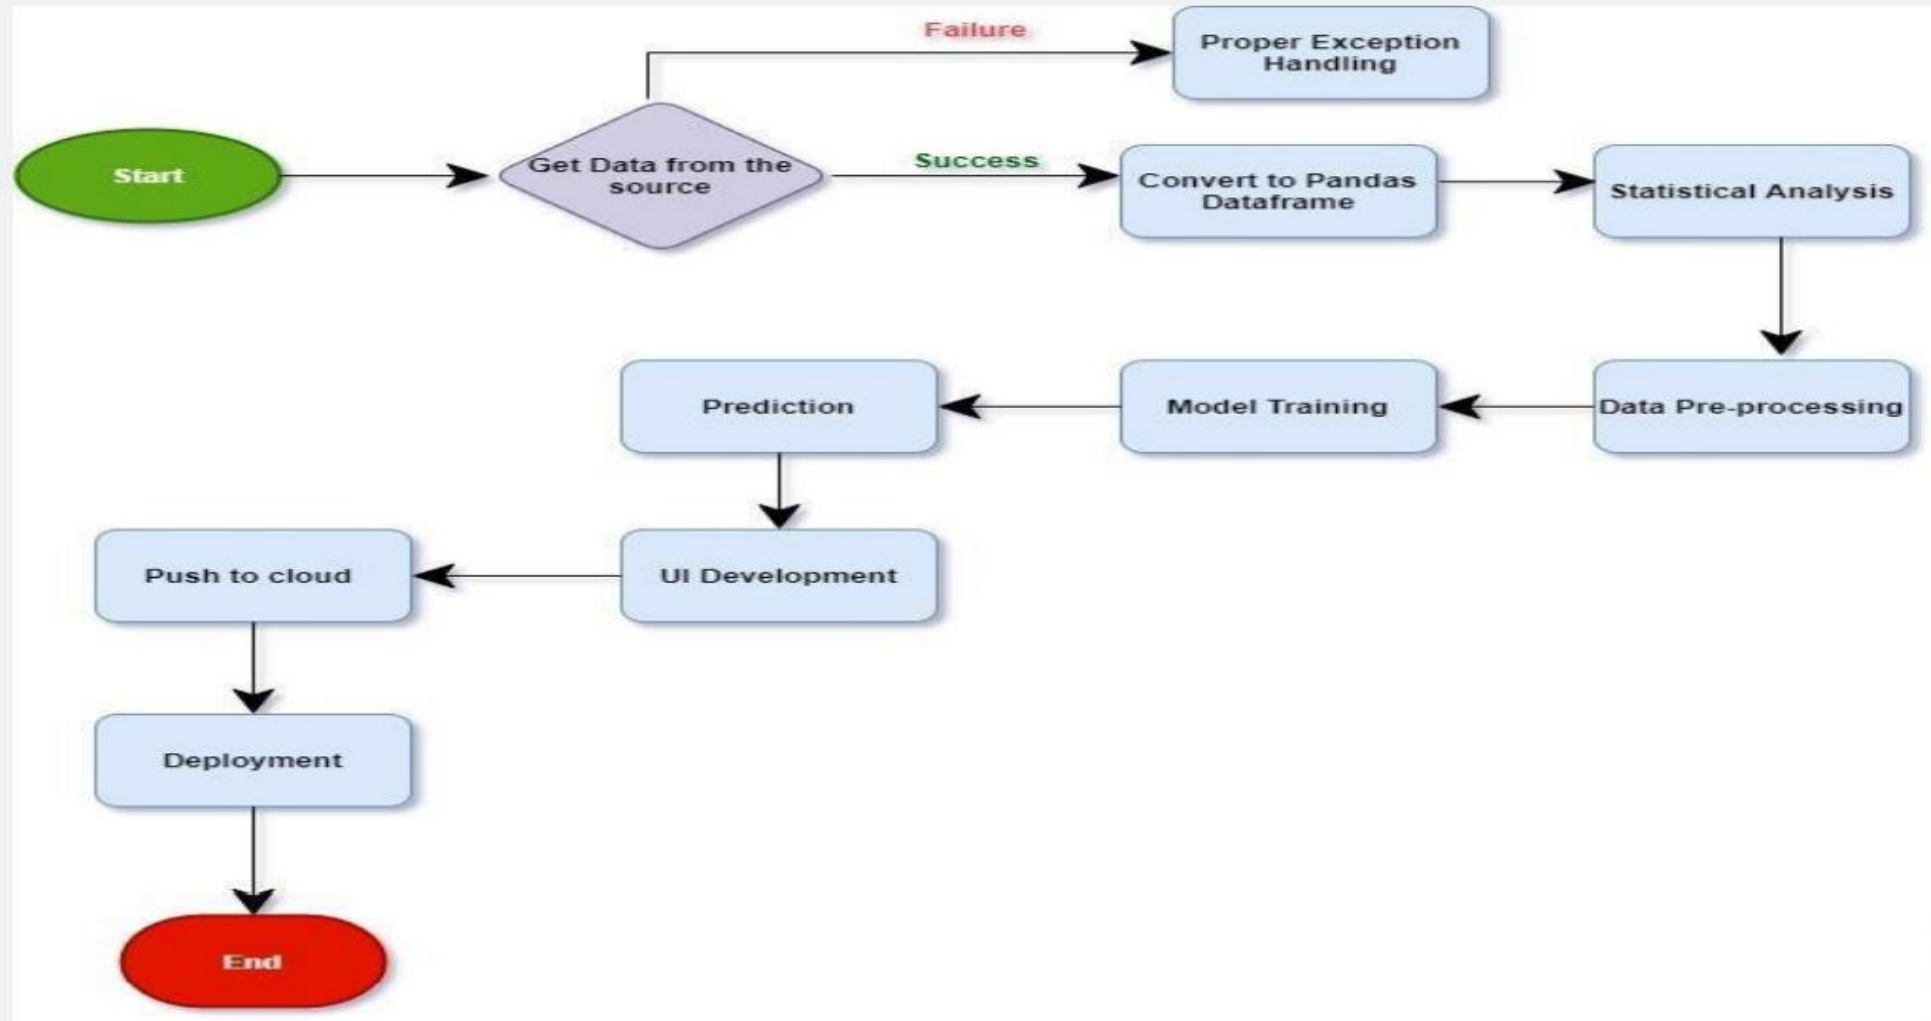 Failure
Proper Exception
Handling
Start
Get Data from the
source
Success
Convert to Pandas
Dataframe
Statistical Analysis
Prediction
Model Training
Data Pre-processing
Push to cloud
UI Development
Deployment
End